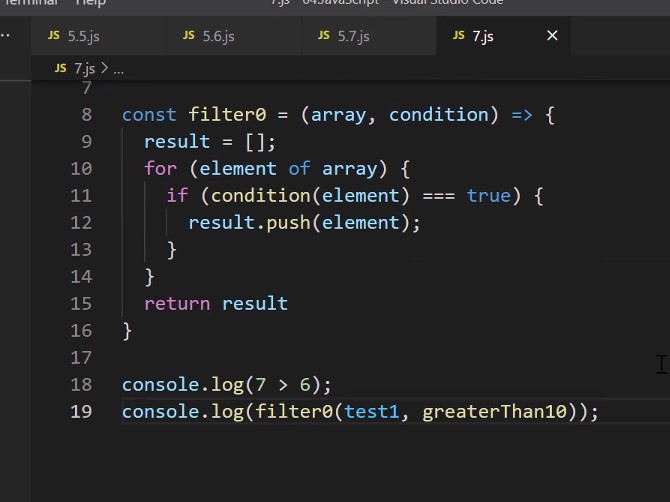 Terminal Help 7.js - 04JavaScript - Visual Studio Code
JS 5.5.js JS 5.6.js JS 5.7.js JS 7.js ×
JS 7.js > ...
7
8 const filter0 = (array, condition) => {
9 result = [];
10 for (element of array) {
11 if (condition(element) === true) {
12 result.push(element);
13 }
14 }
15 return result
16 }
17
18 console.log(7 > 6);
19 console.log(filter0(test1, greaterThan10));